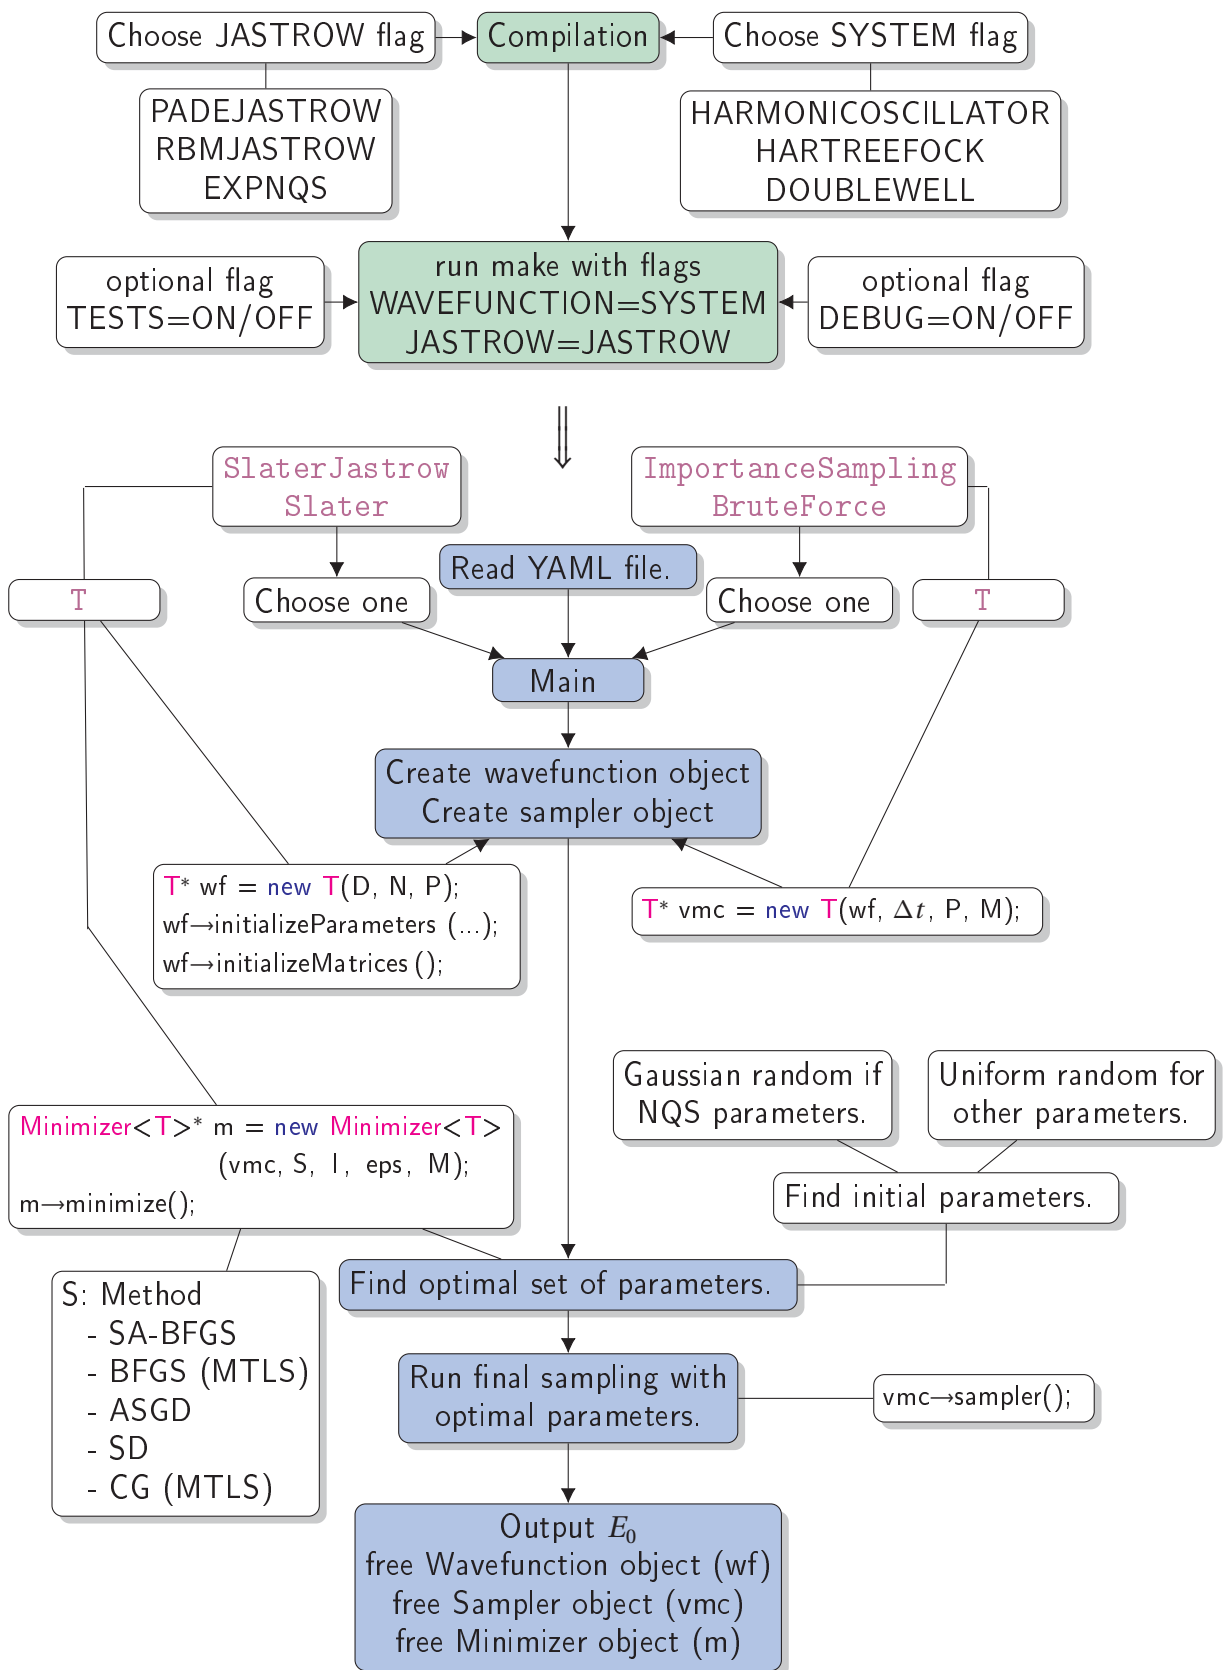 Choose JASTROW flag
Compilation
Choose SYSTEM flag
PADEJASTROW
RBMJASTROW
EXPNQS
HARMONICOSCILLATOR
HARTREEFOCK
DOUBLEWELL
optional flag
TESTS=ON/OFF
run make with flags
WAVEFUNCTION=SYSTEM
JASTROW=JASTROW
optional flag
DEBUG=ON/OFF
⇓
SlaterJastrow
Slater
ImportanceSampling
BruteForce
Read YAML file.
T
Choose one
Choose one
T
Main
Create wavefunction object
Create sampler object
T* wf = new T(D, N, P);
wf→initializeParameters (...);
wf→initializeMatrices ();
T* vmc = new T(wf, Δt, P, M);
Gaussian random if
NQS parameters.
Uniform random for
other parameters.
Minimizer<T>* m = new Minimizer<T>
(vmc, S, I, eps, M);
m→minimize();
Find initial parameters.
Find optimal set of parameters.
S: Method
- SA-BFGS
- BFGS (MTLS)
- ASGD
- SD
- CG (MTLS)
Run final sampling with
optimal parameters.
vmc→sampler();
Output E₀
free Wavefunction object (wf)
free Sampler object (vmc)
free Minimizer object (m)